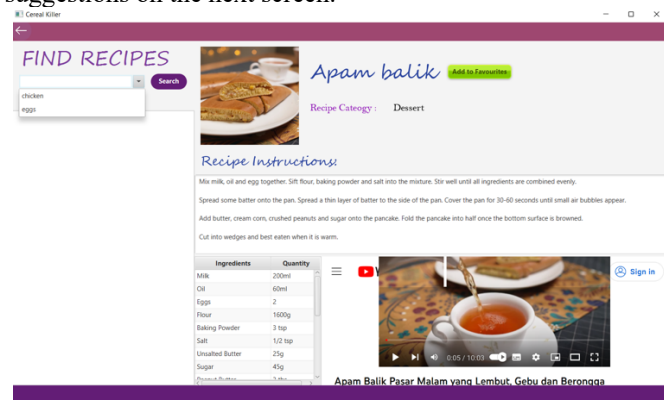 suggestions on the next screen.
Cereal Killer
FIND RECIPES
Search
chicken
eggs
Apam balik
Add to Favourites
Recipe Cateogy : Dessert
Recipe Instructions:
Mix milk, oil and egg together. Sift flour, baking powder and salt into the mixture. Stir well until all ingredients are combined evenly.
Spread some batter onto the pan. Spread a thin layer of batter to the side of the pan. Cover the pan for 30-60 seconds until small air bubbles appear.
Add butter, cream corn, crushed peanuts and sugar onto the pancake. Fold the pancake into half once the bottom surface is browned.
Cut into wedges and best eaten when it is warm.
Ingredients Quantity
Milk 200ml
Oil 60ml
Eggs 2
Flour 1600g
Baking Powder 3 tsp
Salt 1/2 tsp
Unsalted Butter 25g
Sugar 45g
Peanut Butter 3 tbs
Sign in
0:05 / 10:03
Apam Balik Pasar Malam yang Lembut, Gebu dan Berongga